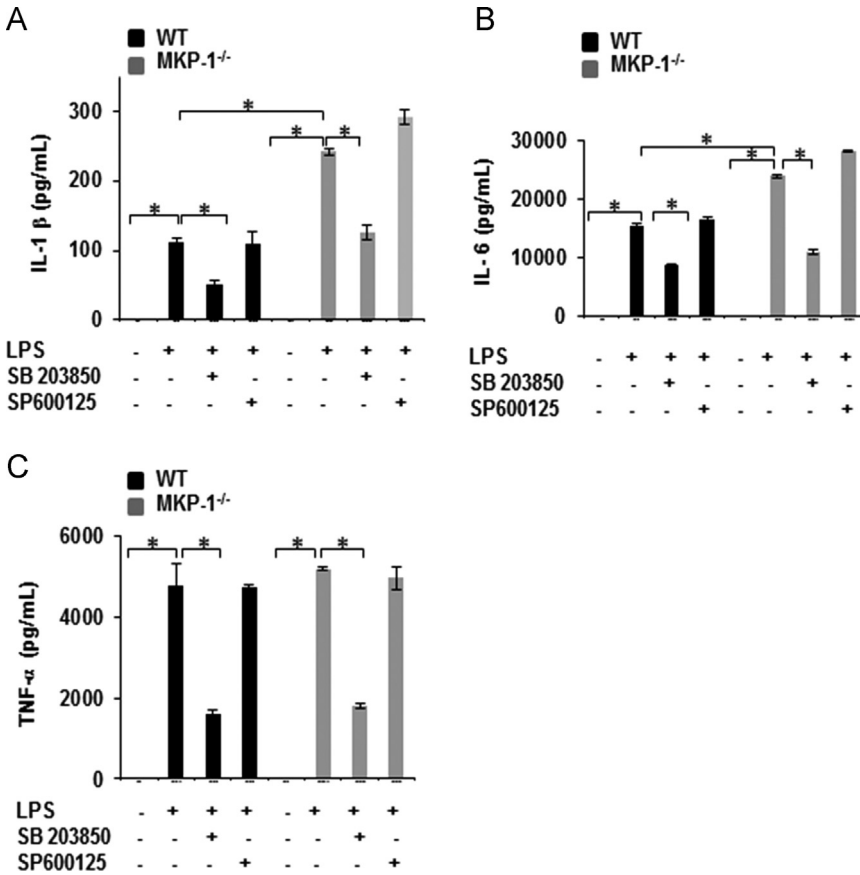 A
WT
MKP-1-/-
IL-1 β (pg/mL)
300
200
100
0
* * * * *
LPS - + + + - + + +
SB 203850 - - + - - - + -
SP600125 - - - + - - - +
B
WT
MKP-1-/-
IL- 6 (pg/mL)
30000
20000
10000
0
* * * * *
LPS - + + + - + + +
SB 203850 - - + - - - + -
SP600125 - - - + - - - +
C
WT
MKP-1-/-
TNF-α (pg/mL)
6000
4000
2000
0
* * * *
LPS - + + + - + + +
SB 203850 - - + - - - + -
SP600125 - - - + - - - +